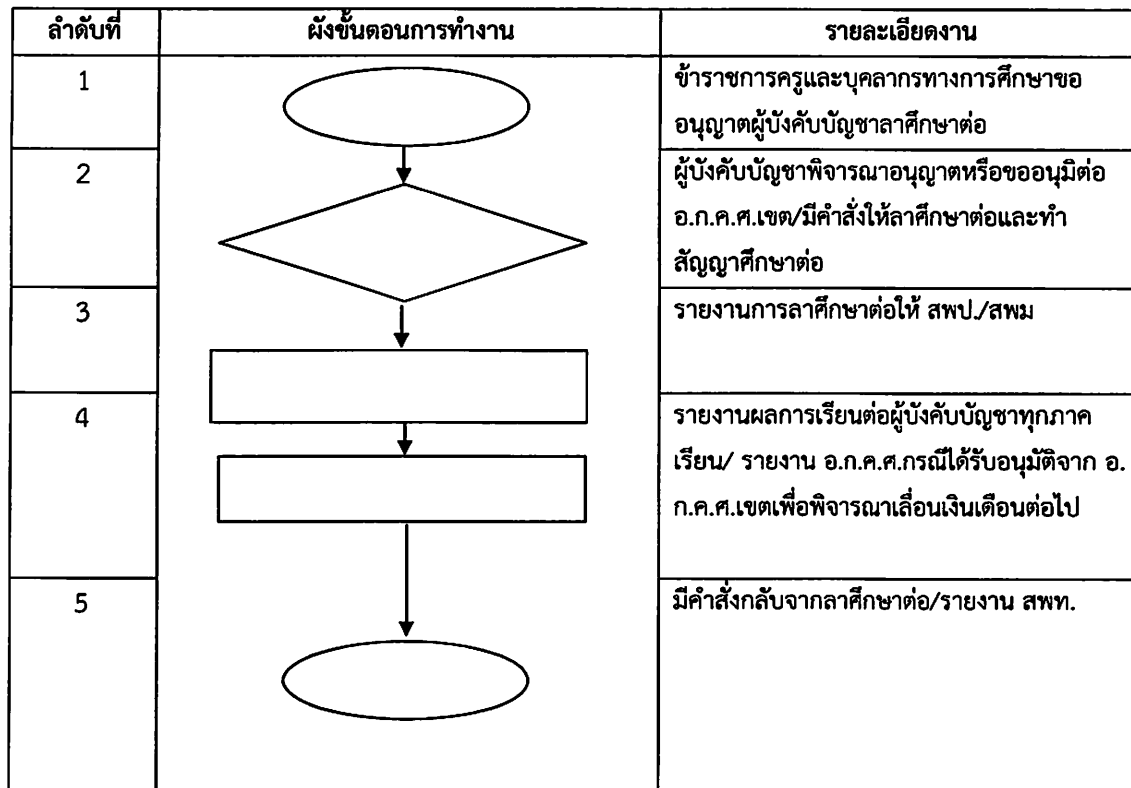 ลำดับที่ ผังขั้นตอนการทำงาน รายละเอียดงาน
1
ข้าราชการครูและบุคลากรทางการศึกษาขอ
อนุญาตผู้บังคับบัญชาลาศึกษาต่อ
2
ผู้บังคับบัญชาพิจารณาอนุญาตหรือขออนุมิต่อ
อ.ก.ค.ศ.เขต/มีคำสั่งให้ลาศึกษาต่อและทำ
สัญญาศึกษาต่อ
3
รายงานการลาศึกษาต่อให้ สพป./สพม
4
รายงานผลการเรียนต่อผู้บังคับบัญชาทุกภาค
เรียน/ รายงาน อ.ก.ค.ศ.กรณีได้รับอนุมัติจาก อ.
ก.ค.ศ.เขตเพื่อพิจารณาเลื่อนเงินเดือนต่อไป
5
มีคำสั่งกลับจากลาศึกษาต่อ/รายงาน สพท.